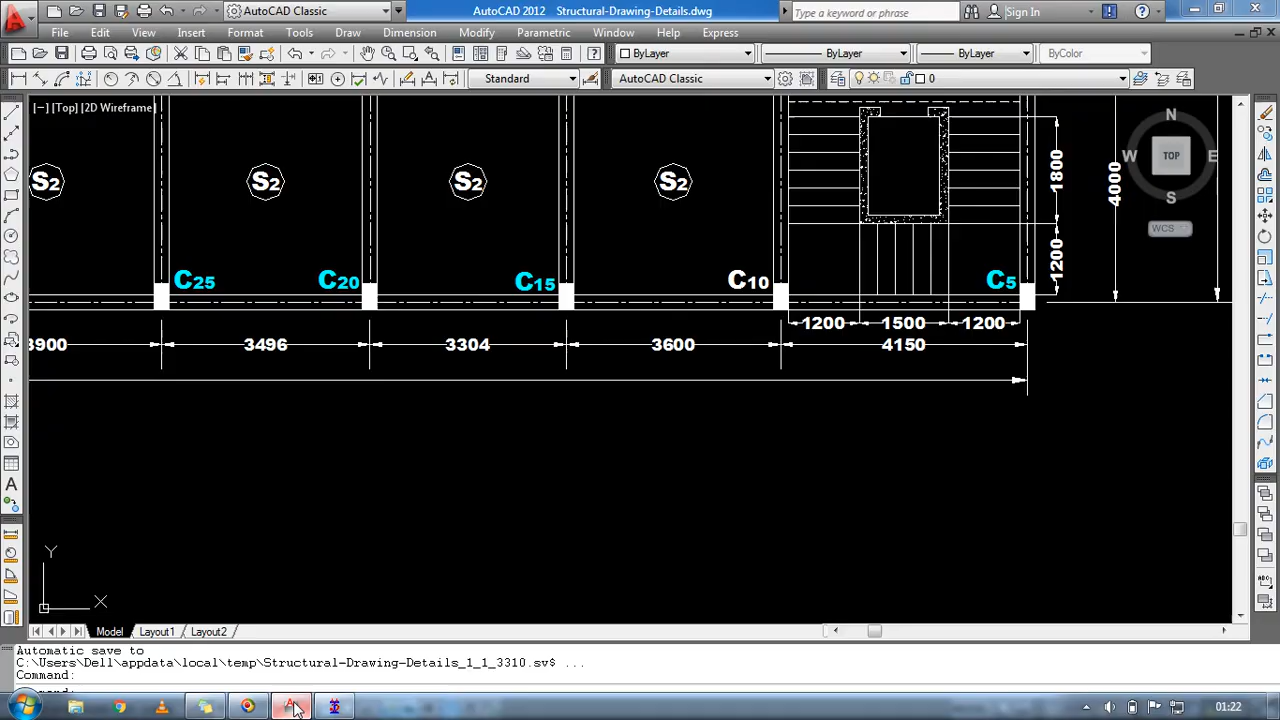 AutoCAD Classic
AutoCAD 2012 Structural-Drawing-Details.dwg
Type a keyword or phrase
Sign In
File Edit View Insert Format Tools Draw Dimension Modify Parametric Window Help Express
ByLayer ByLayer ByLayer ByColor
Standard AutoCAD Classic 0
[−] [Top] [2D Wireframe]
N
W TOP E
S
WCS
S2 S2 S2 S2
1800
4000
1200
C25 C20 C15 C10 C5
1200 1500 1200
3900 3496 3304 3600 4150
Y
X
Model Layout1 Layout2
Automatic save to
C:\Users\Dell\appdata\local\temp\Structural-Drawing-Details_1_1_3310.sv$ ...
Command:
01:22